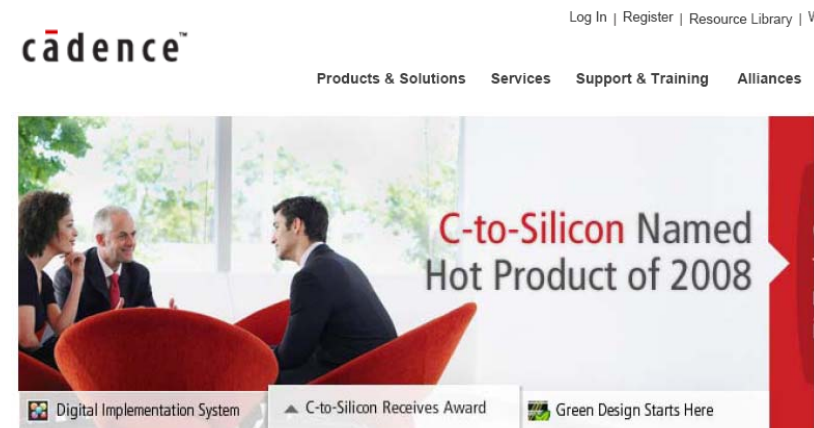 Log In | Register | Resource Library |
cādence™
Products & Solutions Services Support & Training Alliances
C-to-Silicon Named
Hot Product of 2008
Digital Implementation System
C-to-Silicon Receives Award
Green Design Starts Here